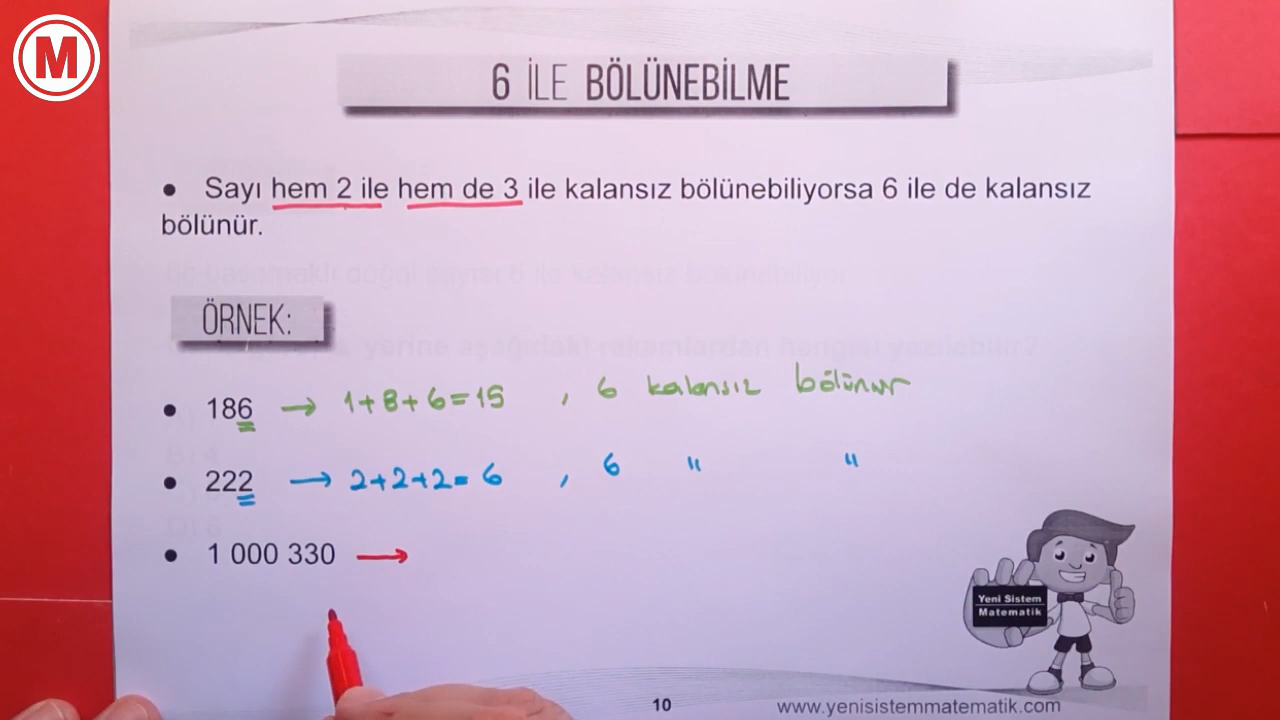 M
6 İLE BÖLÜNEBİLME
• Sayı hem 2 ile hem de 3 ile kalansız bölünebiliyorsa 6 ile de kalansız
bölünür.
ÖRNEK:
• 186 → 1+8+6=15 , 6 kalansız bölünür
• 222 → 2+2+2=6 , 6 " "
• 1 000 330 →
Yeni Sistem
Matematik
10
www.yenisistemmatematik.com